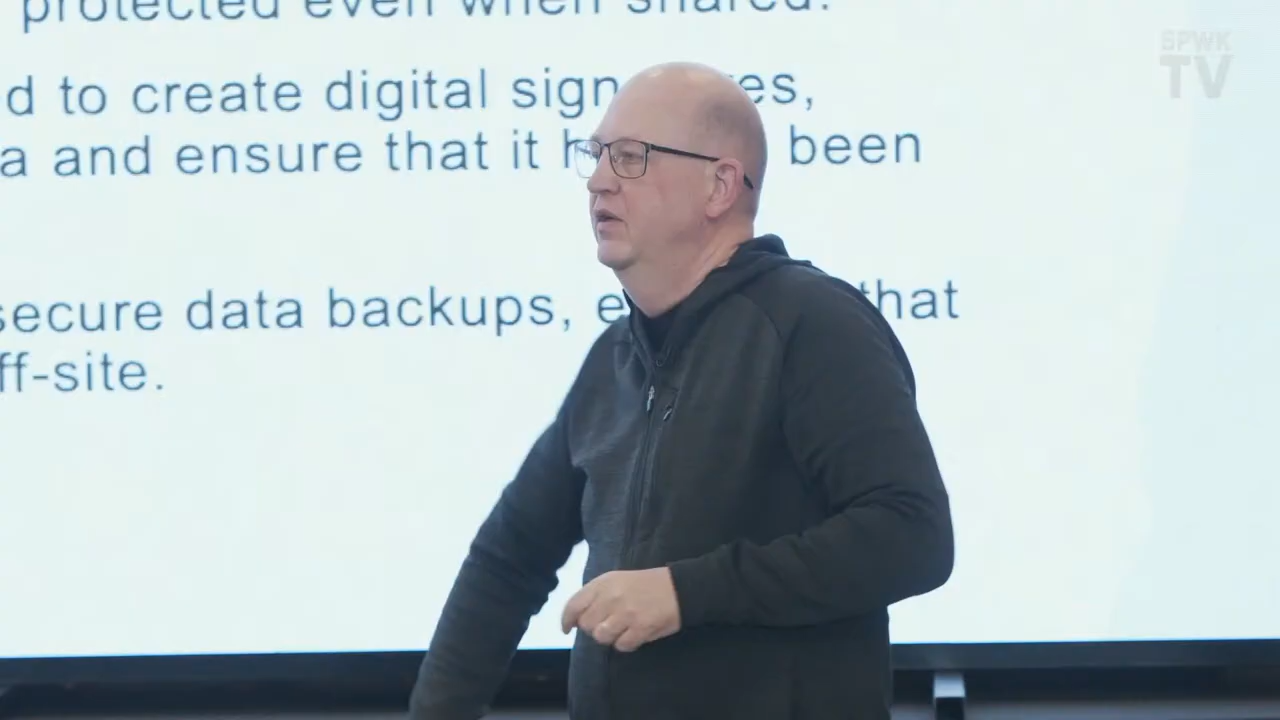 protected even when shared.
d to create digital sign es,
a and ensure that it h been
secure data backups, e that
ff-site.
SPWK
TV